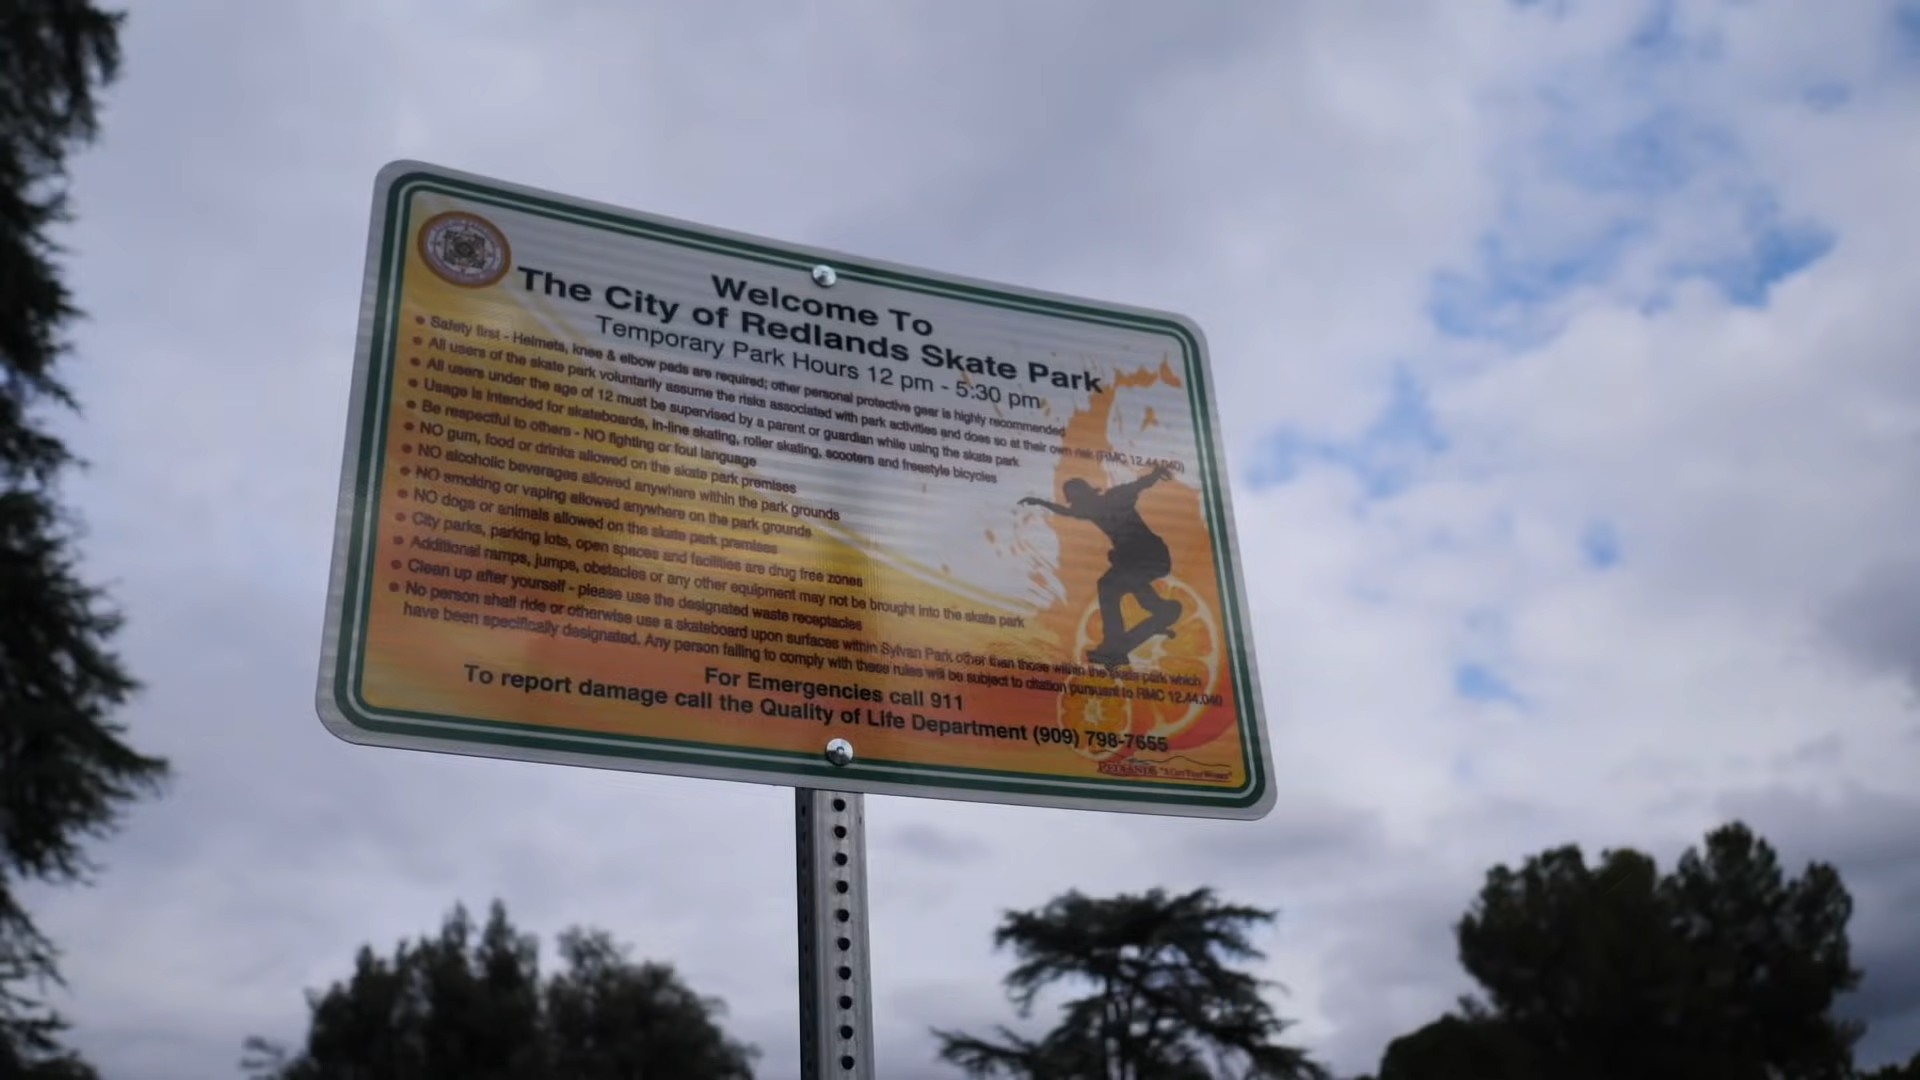 Welcome To
The City of Redlands Skate Park
Temporary Park Hours 12 pm - 5:30 pm
• Safety first - Helmets, knee & elbow pads are required; other personal protective gear is highly recommended
• All users of the skate park voluntarily assume the risks associated with park activities and does so at their own risk (RMC 12.44.040)
• All users under the age of 12 must be supervised by a parent or guardian while using the skate park
• Usage is intended for skateboards, in-line skating, roller skating, scooters and freestyle bicycles
• Be respectful to others - NO fighting or foul language
• NO gum, food or drinks allowed on the skate park premises
• NO alcoholic beverages allowed anywhere within the park grounds
• NO smoking or vaping allowed anywhere on the park grounds
• NO dogs or animals allowed on the skate park premises
• City parks, parking lots, open spaces and facilities are drug free zones
• Additional ramps, jumps, obstacles or any other equipment may not be brought into the skate park
• Clean up after yourself - please use the designated waste receptacles
• No person shall ride or otherwise use a skateboard upon surfaces within Sylvan Park other than those within the skate park which
have been specifically designated. Any person failing to comply with these rules will be subject to citation pursuant to RMC 12.44.040
For Emergencies call 911
To report damage call the Quality of Life Department (909) 798-7655
REDLANDS